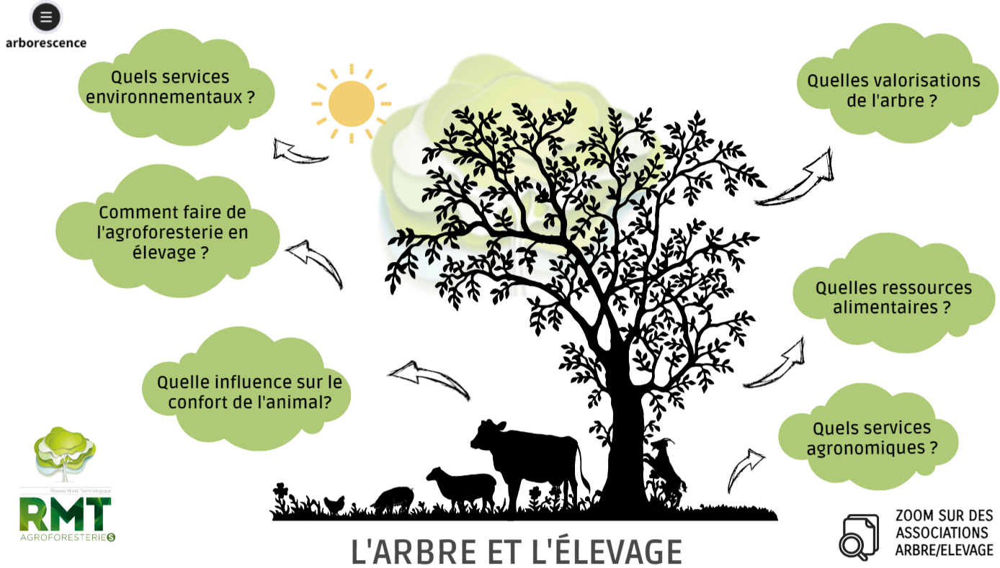 arborescence
Quels services
environnementaux ?
Comment faire de
l'agroforesterie en
élevage ?
Quelle influence sur le
confort de l'animal?
Quelles valorisations
de l'arbre ?
Quelles ressources
alimentaires ?
Quels services
agronomiques ?
Réseau Mixte Technologique
RMT
AGROFORESTERIES
L'ARBRE ET L'ÉLEVAGE
ZOOM SUR DES
ASSOCIATIONS
ARBRE/ELEVAGE